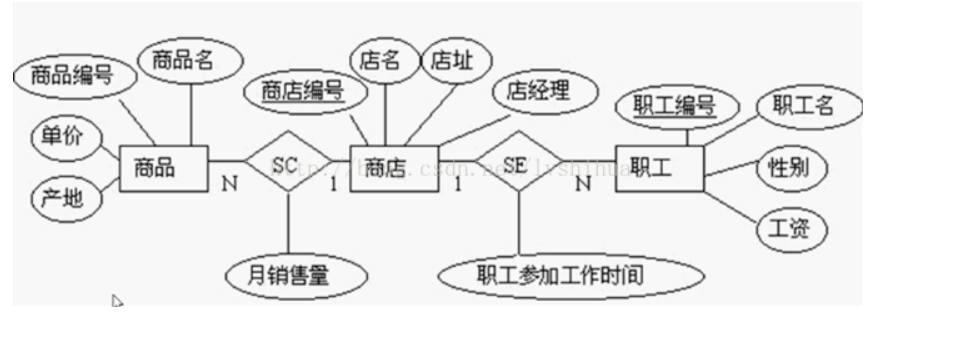 商品名
店名
店址
商品编号
商店编号
店经理
职工编号
职工名
单价
商品
SC
商店
SE
职工
性别
http://blog.csdn.net/lvshihua
N
1
1
N
产地
工资
月销售量
职工参加工作时间